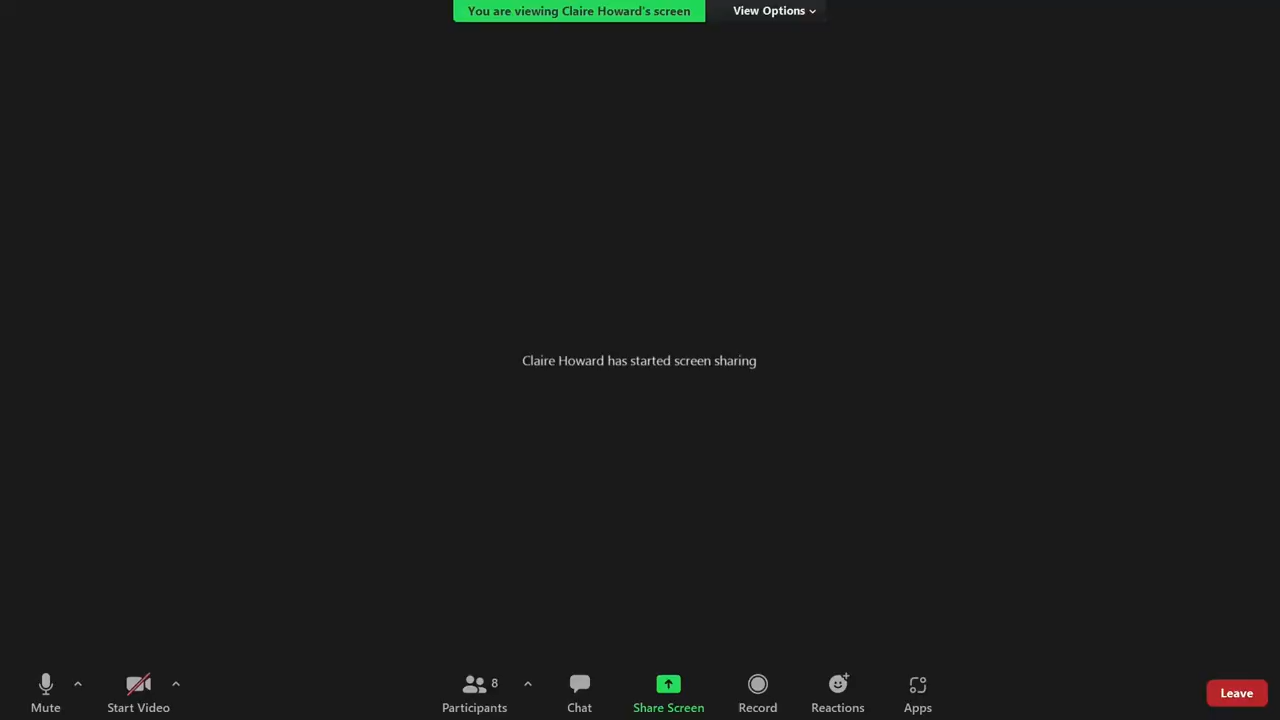 You are viewing Claire Howard's screen View Options
Claire Howard has started screen sharing
8
Mute Start Video Participants Chat Share Screen Record Reactions Apps Leave